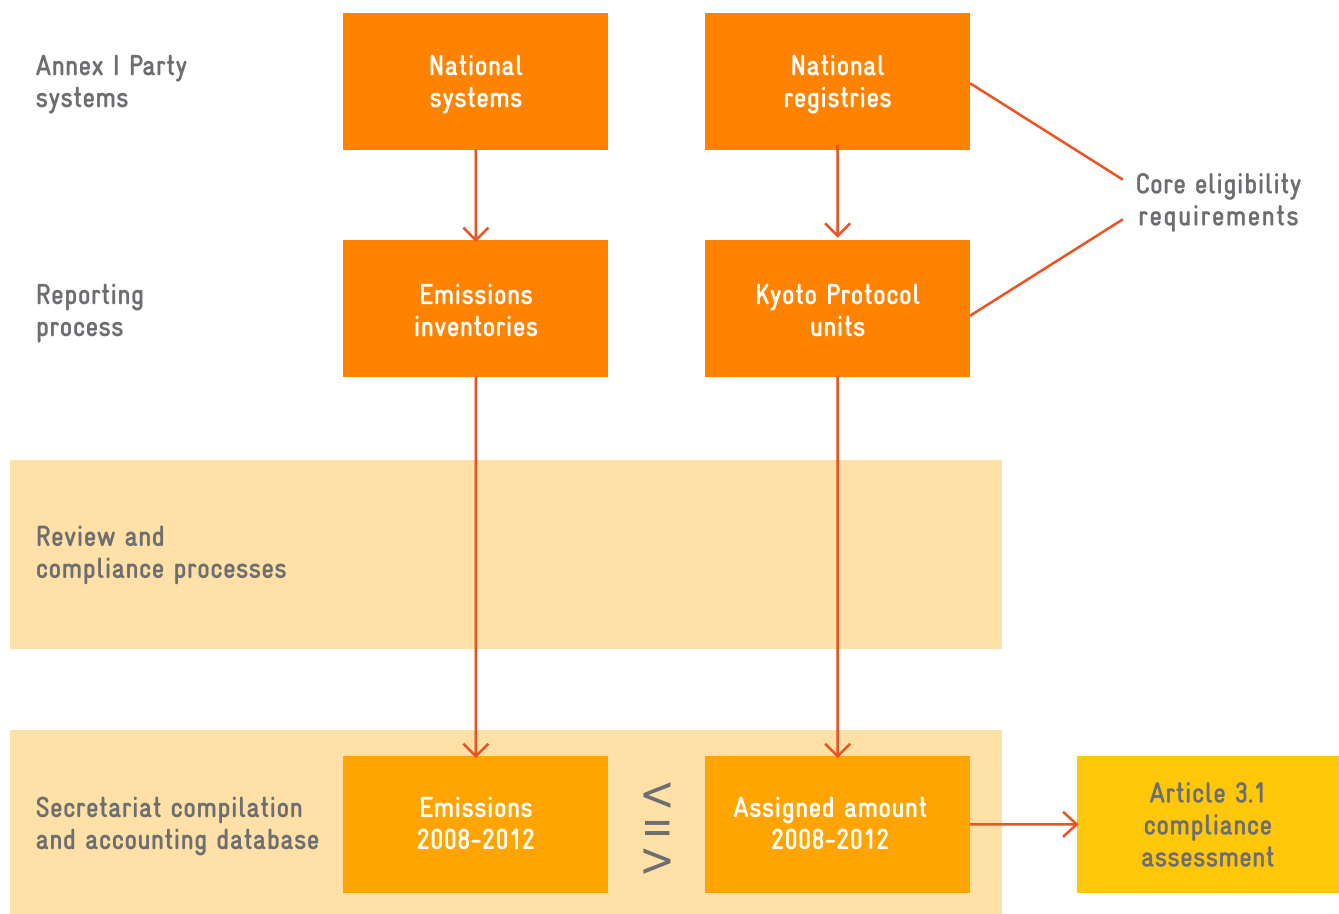 Annex I Party
systems
National
systems
National
registries
Core eligibility
requirements
Reporting
process
Emissions
inventories
Kyoto Protocol
units
Review and
compliance processes
Secretariat compilation
and accounting database
Emissions
2008-2012
<
=
>
Assigned amount
2008-2012
Article 3.1
compliance
assessment